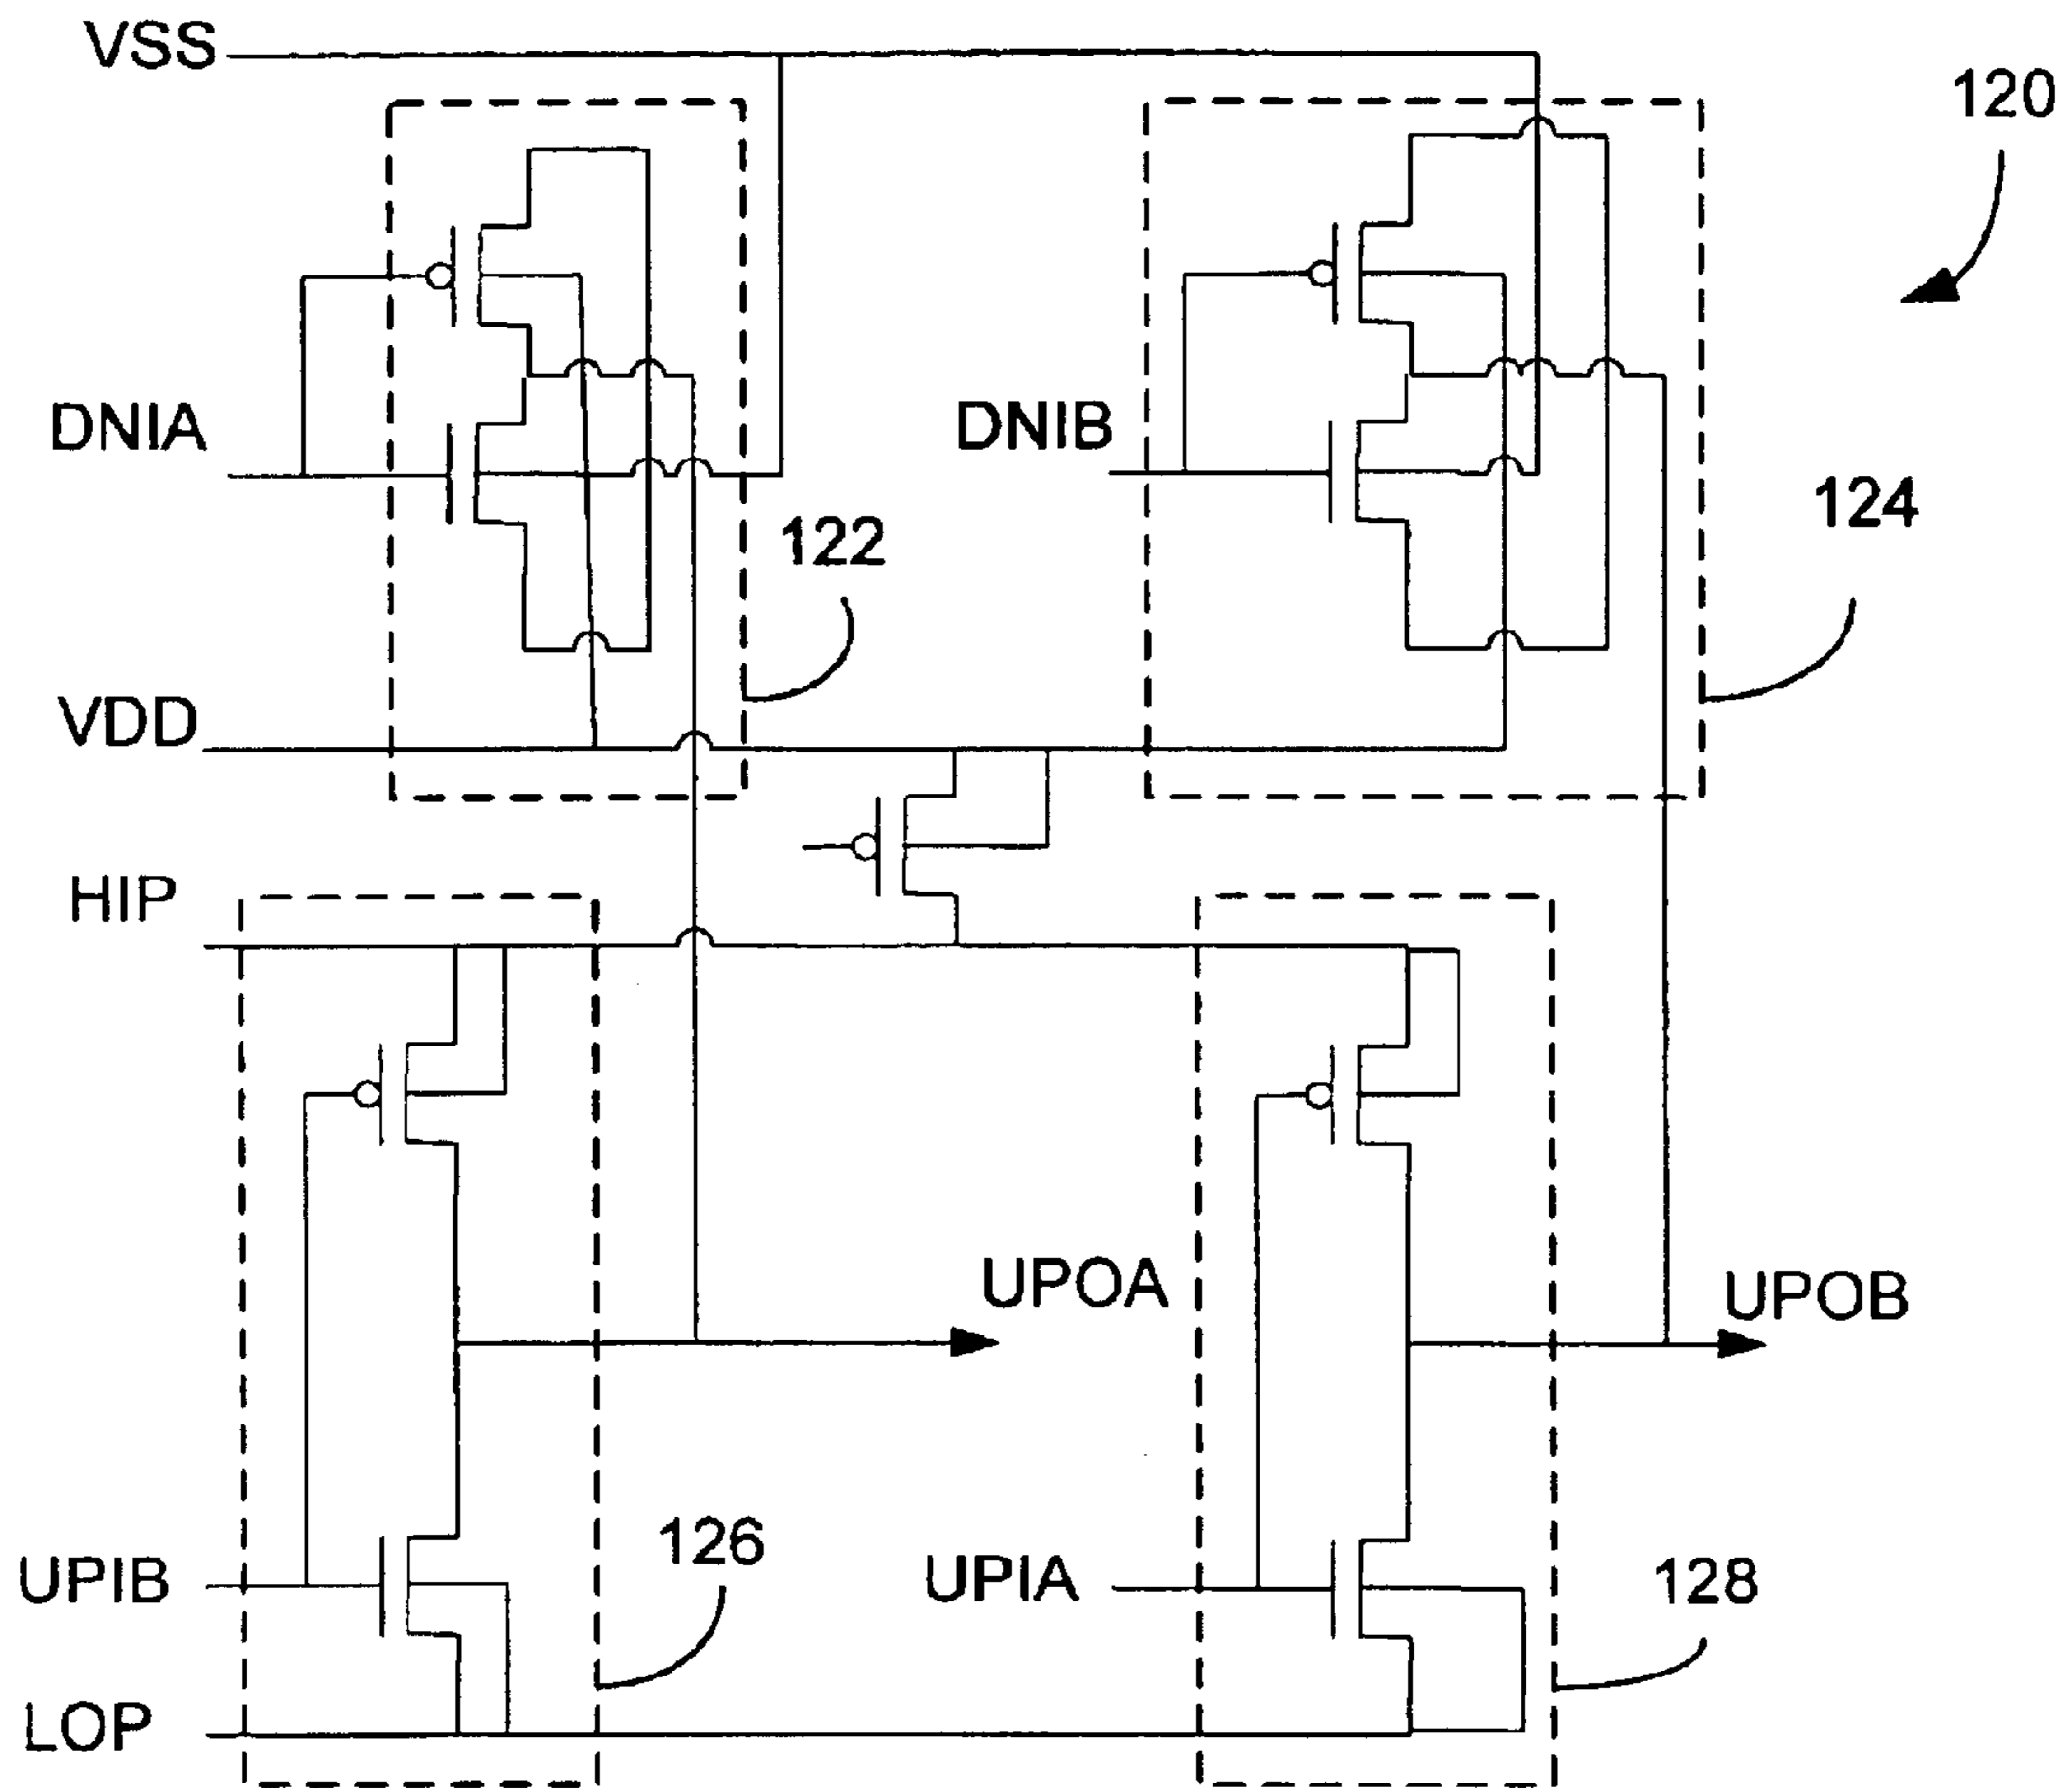 VSS
120
DNIA
DNIB
122
124
VDD
HIP
UPOA
UPOB
UPIB
126
UPIA
128
LOP